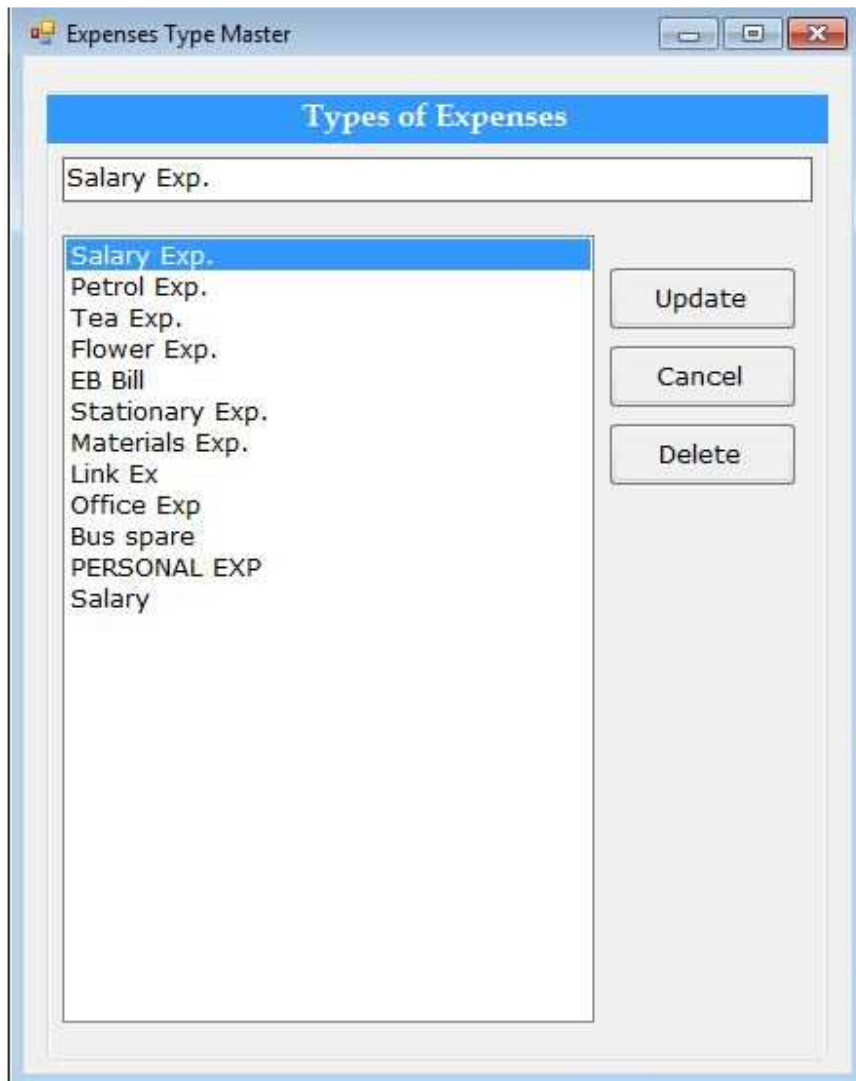 Expenses Type Master
Types of Expenses
Salary Exp.
Salary Exp.
Petrol Exp.
Tea Exp.
Flower Exp.
EB Bill
Stationary Exp.
Materials Exp.
Link Ex
Office Exp
Bus spare
PERSONAL EXP
Salary
Update
Cancel
Delete